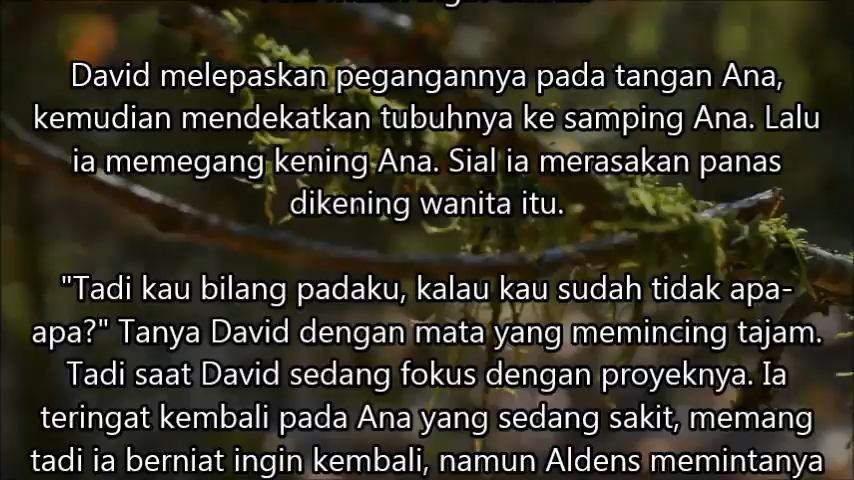 David melepaskan pegangannya pada tangan Ana,
kemudian mendekatkan tubuhnya ke samping Ana. Lalu
ia memegang kening Ana. Sial ia merasakan panas
dikening wanita itu.
"Tadi kau bilang padaku, kalau kau sudah tidak apa-
apa?" Tanya David dengan mata yang memincing tajam.
Tadi saat David sedang fokus dengan proyeknya. Ia
teringat kembali pada Ana yang sedang sakit, memang
tadi ia berniat ingin kembali, namun Aldens memintanya